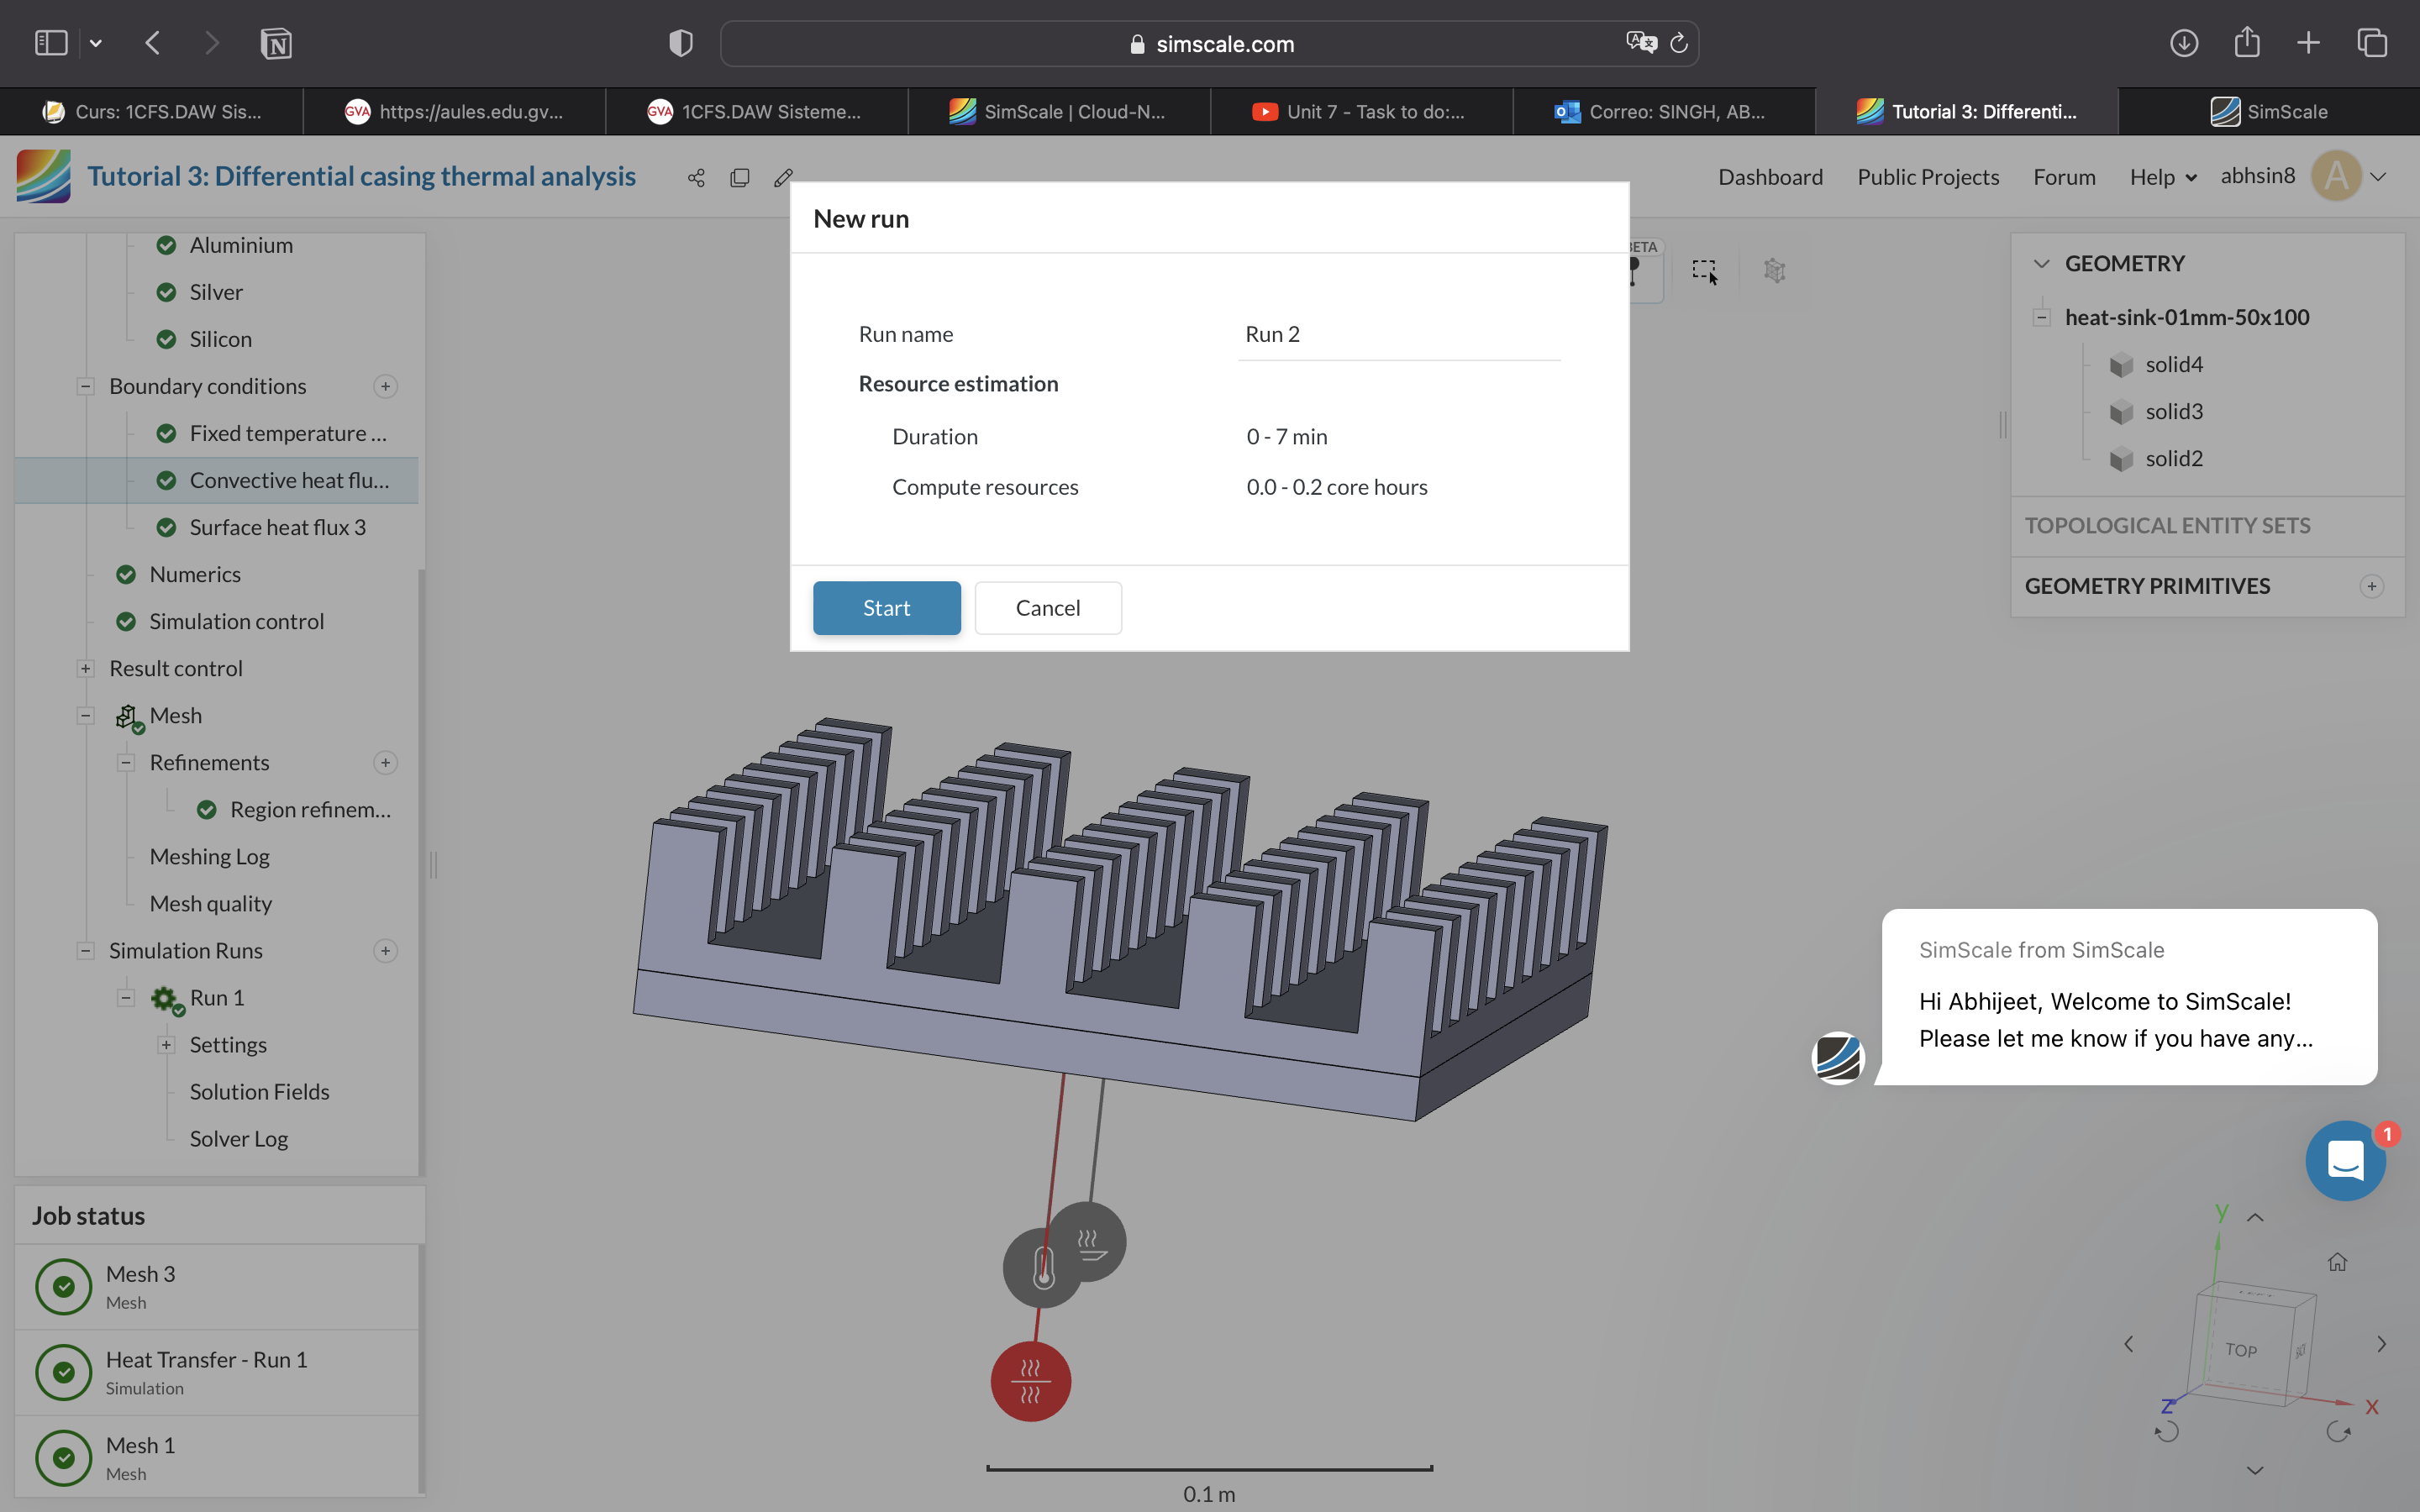 simscale.com
Curs: 1CFS.DAW Sis...
GVA
https://aules.edu.gv...
GVA
1CFS.DAW Sisteme...
SimScale | Cloud-N...
Unit 7 - Task to do:...
Correo: SINGH, AB...
Tutorial 3: Differenti...
SimScale
Tutorial 3: Differential casing thermal analysis
Dashboard
Public Projects
Forum
Help
abhsin8
A
Aluminium
Silver
Silicon
Boundary conditions
Fixed temperature ...
Convective heat flu...
Surface heat flux 3
Numerics
Simulation control
Result control
Mesh
Refinements
Region refinem...
Meshing Log
Mesh quality
Simulation Runs
Run 1
Settings
Solution Fields
Solver Log
Job status
Mesh 3
Mesh
Heat Transfer - Run 1
Simulation
Mesh 1
Mesh
New run
Run name
Run 2
Resource estimation
Duration
0 - 7 min
Compute resources
0.0 - 0.2 core hours
Start
Cancel
GEOMETRY
heat-sink-01mm-50x100
solid4
solid3
solid2
TOPOLOGICAL ENTITY SETS
GEOMETRY PRIMITIVES
SimScale from SimScale
Hi Abhijeet, Welcome to SimScale!
Please let me know if you have any...
1
y
TOP
z
x
0.1 m